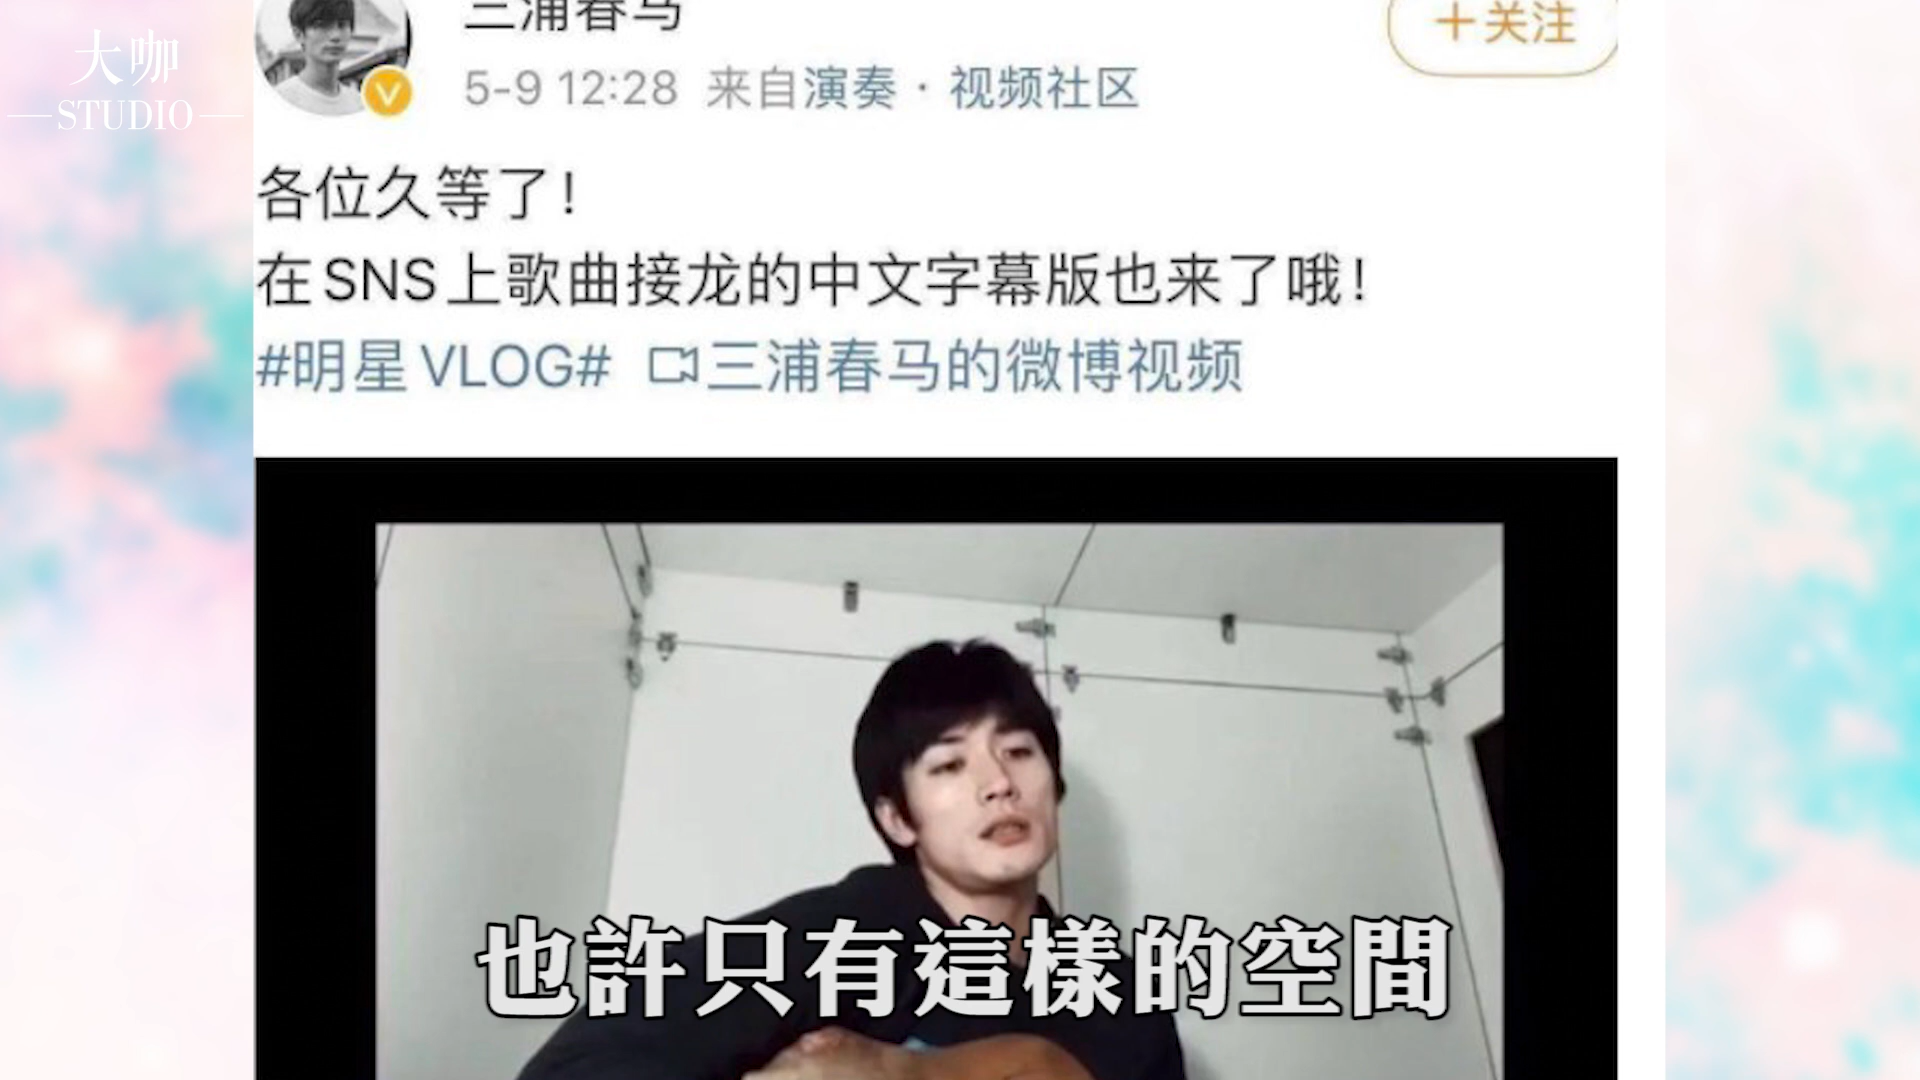 大咖
STUDIO
三浦春马
V
5-9 12:28 来自演奏 · 视频社区
+关注
各位久等了！
在SNS上歌曲接龙的中文字幕版也来了哦！
#明星VLOG# 三浦春马的微博视频
也許只有這樣的空間